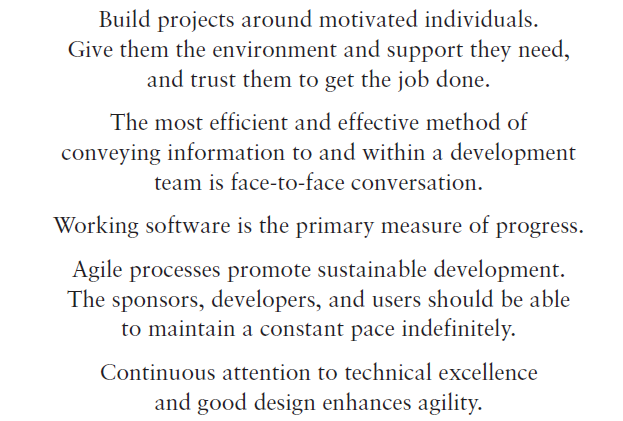 Build projects around motivated individuals.
Give them the environment and support they need,
and trust them to get the job done.
The most efficient and effective method of
conveying information to and within a development
team is face-to-face conversation.
Working software is the primary measure of progress.
Agile processes promote sustainable development.
The sponsors, developers, and users should be able
to maintain a constant pace indefinitely.
Continuous attention to technical excellence
and good design enhances agility.